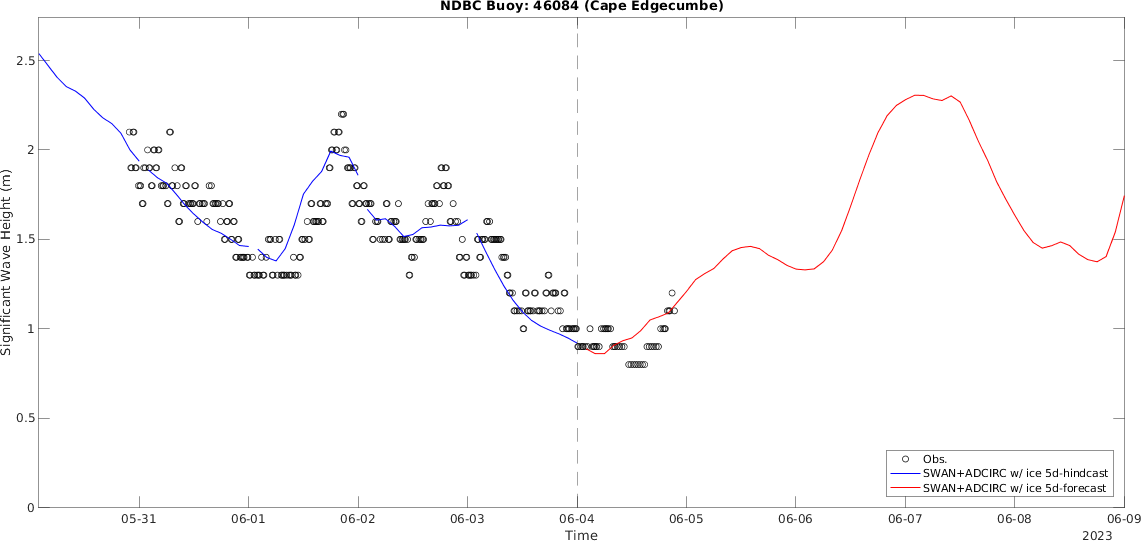 NDBC Buoy: 46084 (Cape Edgecumbe)
Significant Wave Height (m)
2.5
2
1.5
1
0.5
0
Obs.
SWAN+ADCIRC w/ ice 5d-hindcast
SWAN+ADCIRC w/ ice 5d-forecast
05-31 06-01 06-02 06-03 06-04 06-05 06-06 06-07 06-08 06-09
Time
2023